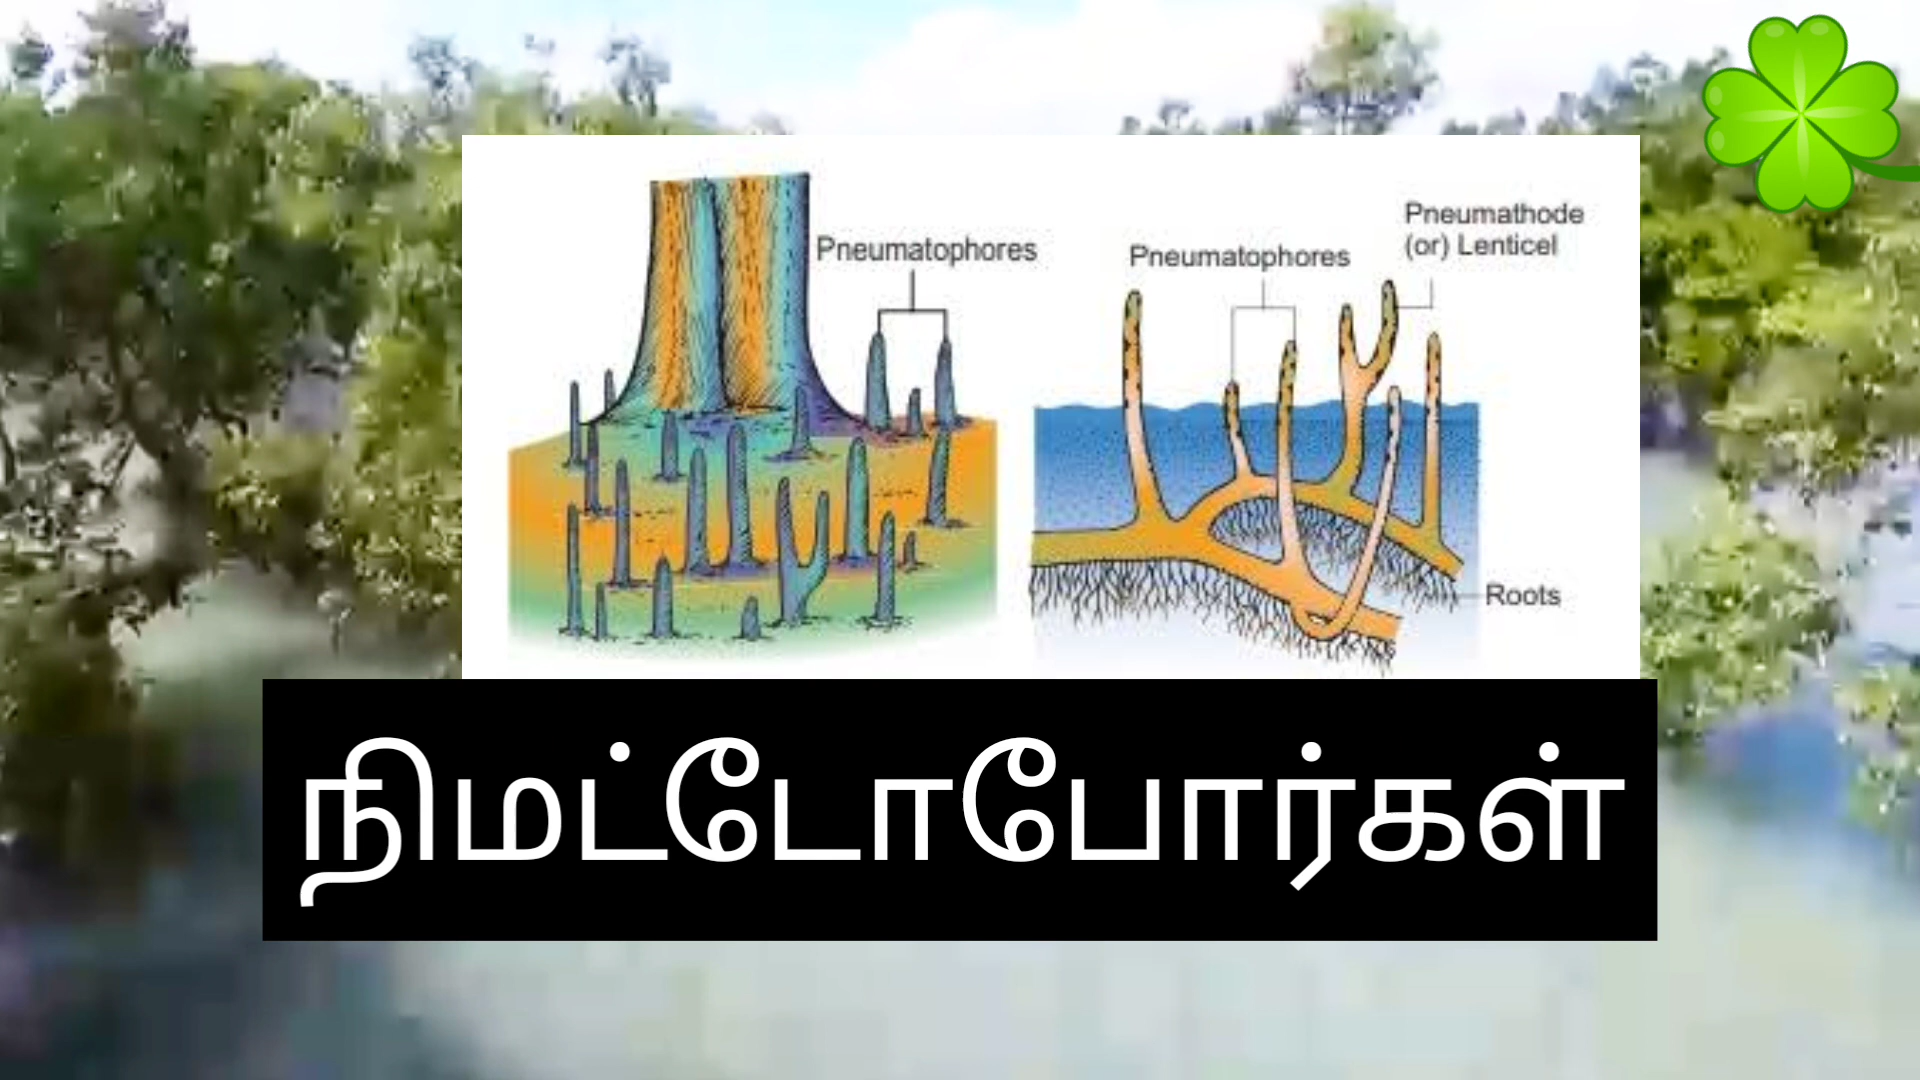 Pneumatophores
Pneumatophores
Pneumathode
(or) Lenticel
Roots
நிமட்டோபோர்கள்